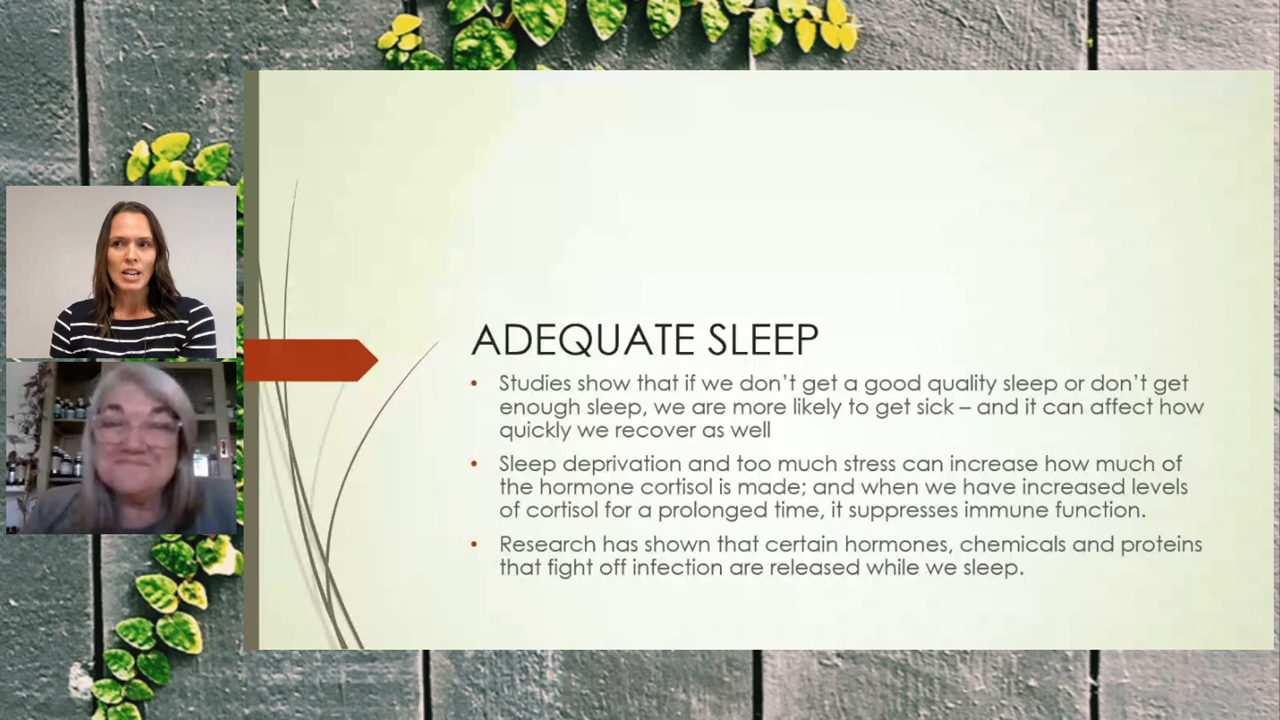 ADEQUATE SLEEP
• Studies show that if we don’t get a good quality sleep or don’t get
enough sleep, we are more likely to get sick – and it can affect how
quickly we recover as well
• Sleep deprivation and too much stress can increase how much of
the hormone cortisol is made; and when we have increased levels
of cortisol for a prolonged time, it suppresses immune function.
• Research has shown that certain hormones, chemicals and proteins
that fight off infection are released while we sleep.